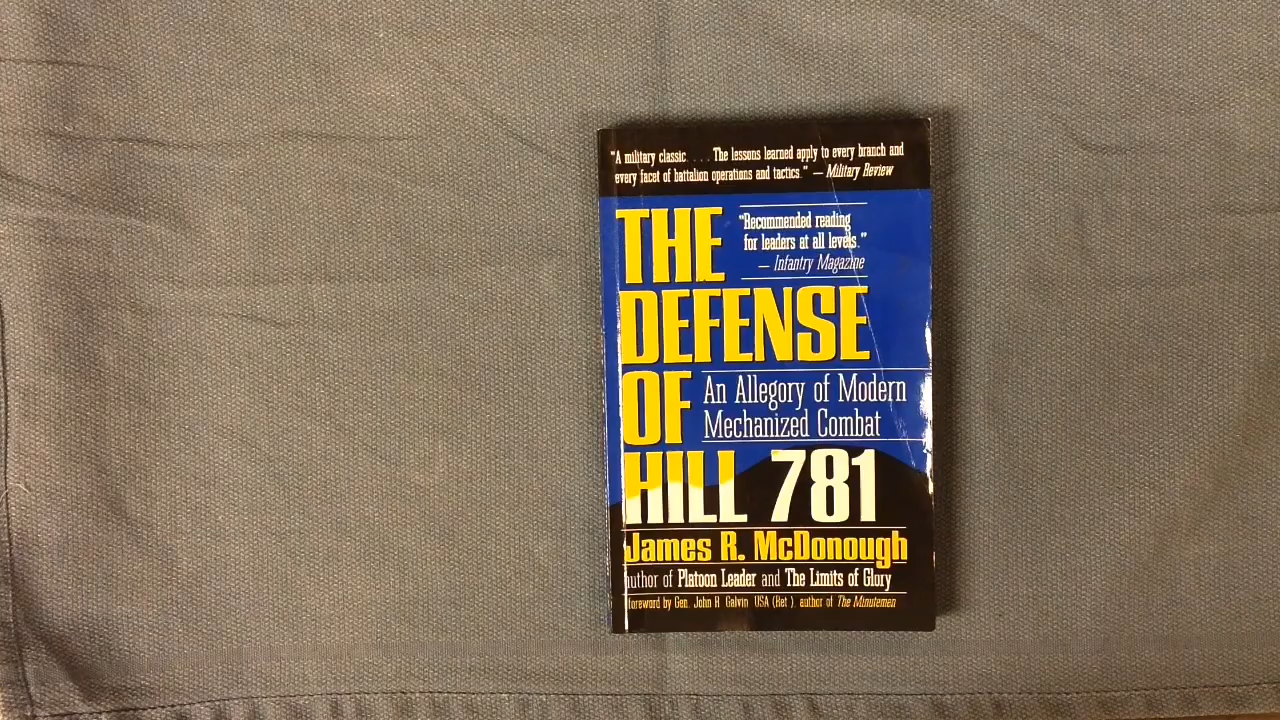 "A military classic. . . . The lessons learned apply to every branch and
every facet of battalion operations and tactics." — Military Review
THE
"Recommended reading
for leaders at all levels."
— Infantry Magazine
DEFENSE
OF
An Allegory of Modern
Mechanized Combat
HILL 781
James R. McDonough
author of Platoon Leader and The Limits of Glory
foreword by Gen. John R. Galvin, USA (Ret.), author of The Minutemen